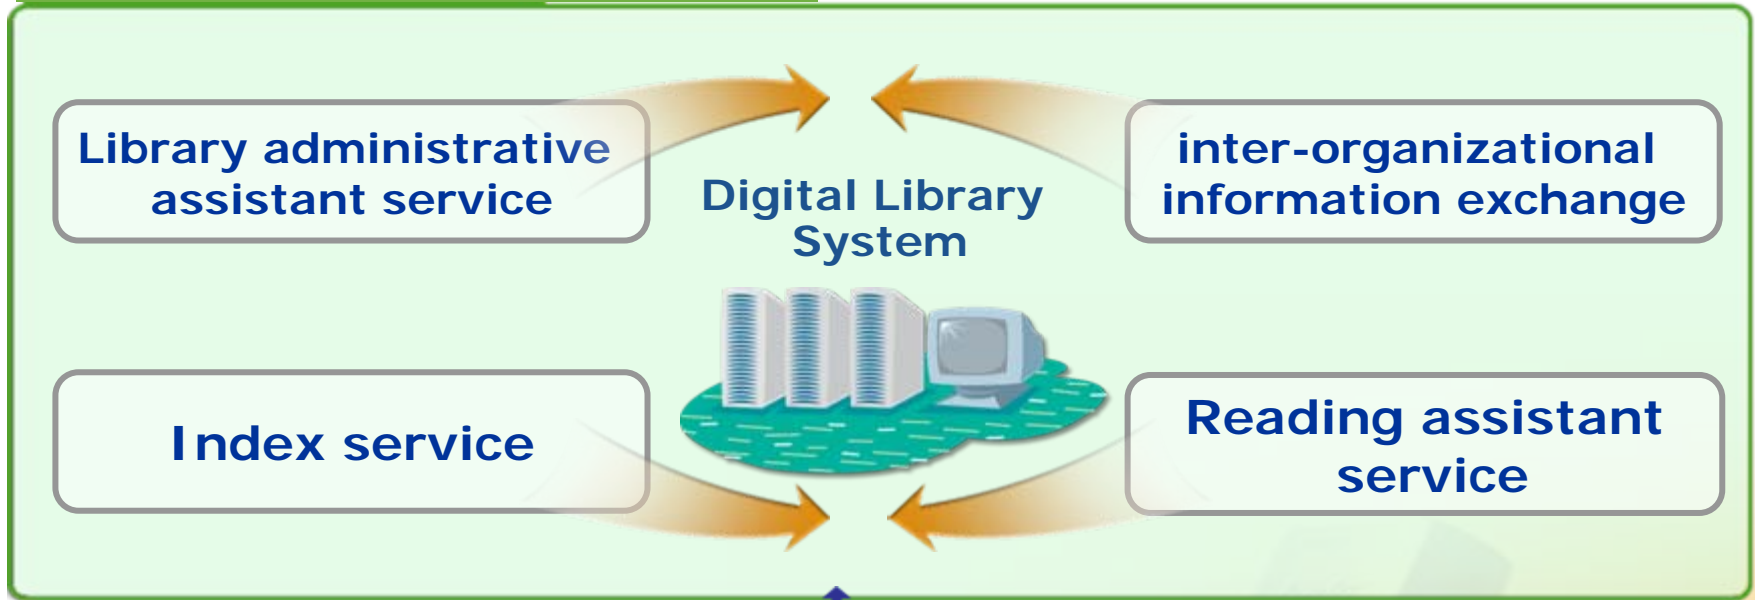 Library administrative
assistant service
inter-organizational
information exchange
Digital Library
System
Index service
Reading assistant
service